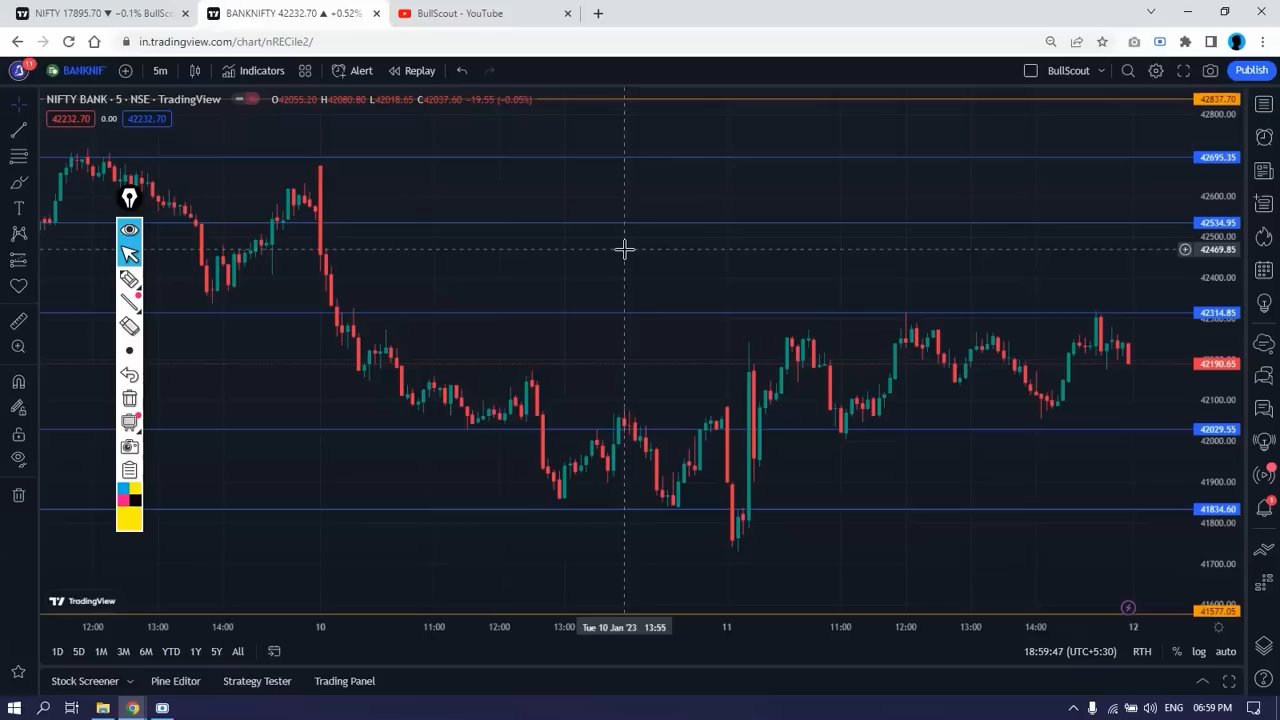 NIFTY 17895.70 ▼ −0.1% BullSco
BANKNIFTY 42232.70 ▲ +0.52%
BullScout - YouTube
in.tradingview.com/chart/nRECile2/
11
BANKNIF
5m
Indicators
Alert
Replay
BullScout
Publish
NIFTY BANK · 5 · NSE · TradingView
O42055.20 H42080.80 L42018.65 C42037.60 −19.55 (−0.05%)
42232.70 0.00 42232.70
42837.70
42800.00
42695.35
42600.00
42534.95
42500.00
42469.85
42400.00
42314.85
42190.65
42100.00
42029.55
42000.00
41900.00
41834.60
41800.00
41700.00
41577.05
TradingView
12:00 13:00 14:00 10 11:00 12:00 13:00 Tue 10 Jan '23 13:55 11 11:00 12:00 13:00 14:00 12
1D 5D 1M 3M 6M YTD 1Y 5Y All
18:59:47 (UTC+5:30) RTH % log auto
Stock Screener Pine Editor Strategy Tester Trading Panel
1
ENG 06:59 PM